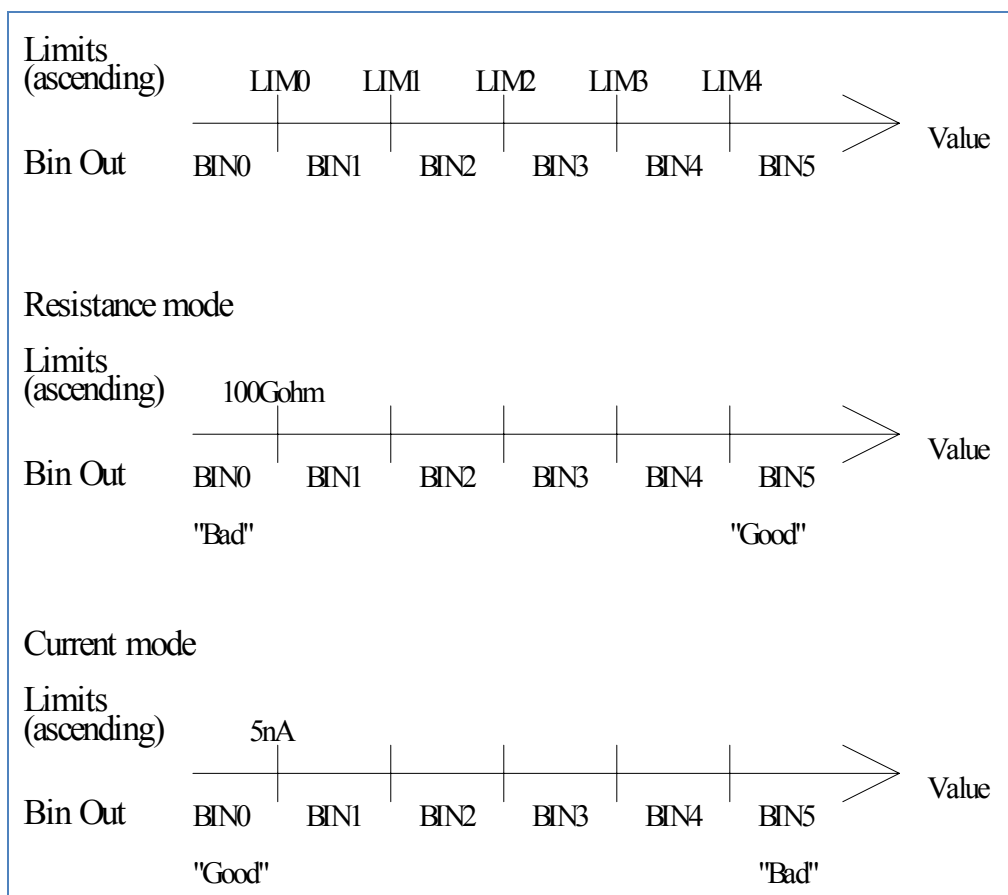 Limits
(ascending)
LIM0 LIM1 LIM2 LIM3 LIM4
Value
Bin Out BIN0 BIN1 BIN2 BIN3 BIN4 BIN5
Resistance mode
Limits
(ascending)
100Gohm
Value
Bin Out BIN0 BIN1 BIN2 BIN3 BIN4 BIN5
"Bad" "Good"
Current mode
Limits
(ascending)
5nA
Value
Bin Out BIN0 BIN1 BIN2 BIN3 BIN4 BIN5
"Good" "Bad"